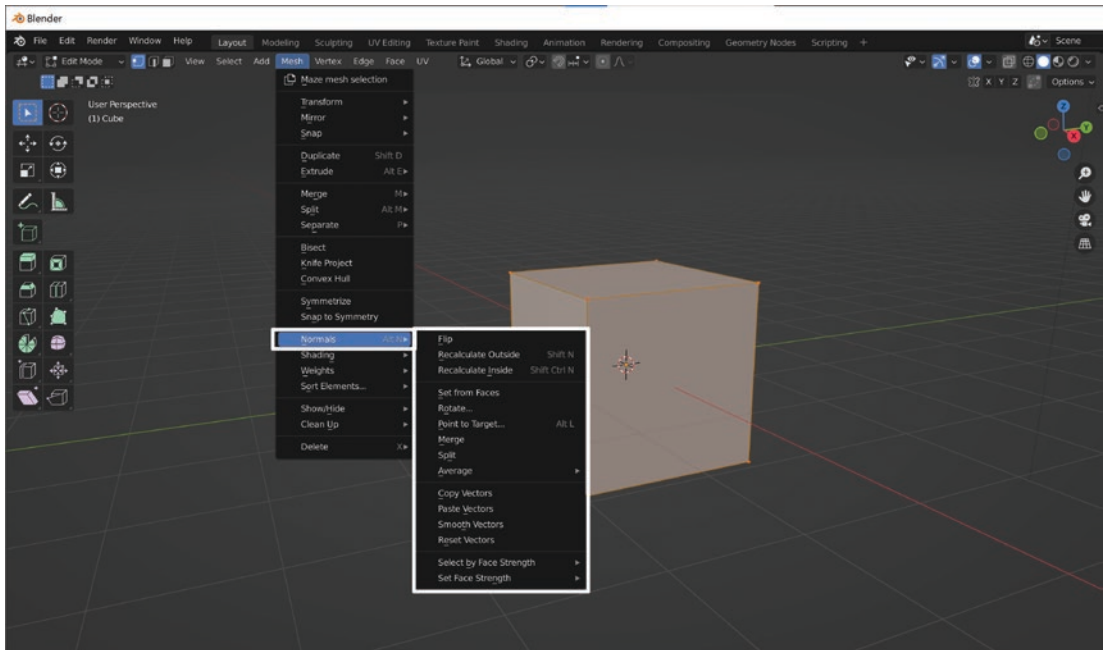 Blender
File Edit Render Window Help Layout Modeling Sculpting UV Editing Texture Paint Shading Animation Rendering Compositing Geometry Nodes Scripting + Scene
Edit Mode View Select Add Mesh Vertex Edge Face UV Global
X Y Z Options
User Perspective
(1) Cube
Maze mesh selection
Transform
Mirror
Snap
Duplicate Shift D
Extrude Alt E
Merge M
Split Alt M
Separate P
Bisect
Knife Project
Convex Hull
Symmetrize
Snap to Symmetry
Normals Alt N
Shading
Weights
Sort Elements...
Show/Hide
Clean Up
Delete X
Flip
Recalculate Outside Shift N
Recalculate Inside Shift Ctrl N
Set from Faces
Rotate...
Point to Target... Alt L
Merge
Split
Average
Copy Vectors
Paste Vectors
Smooth Vectors
Reset Vectors
Select by Face Strength
Set Face Strength
Z
Y
X